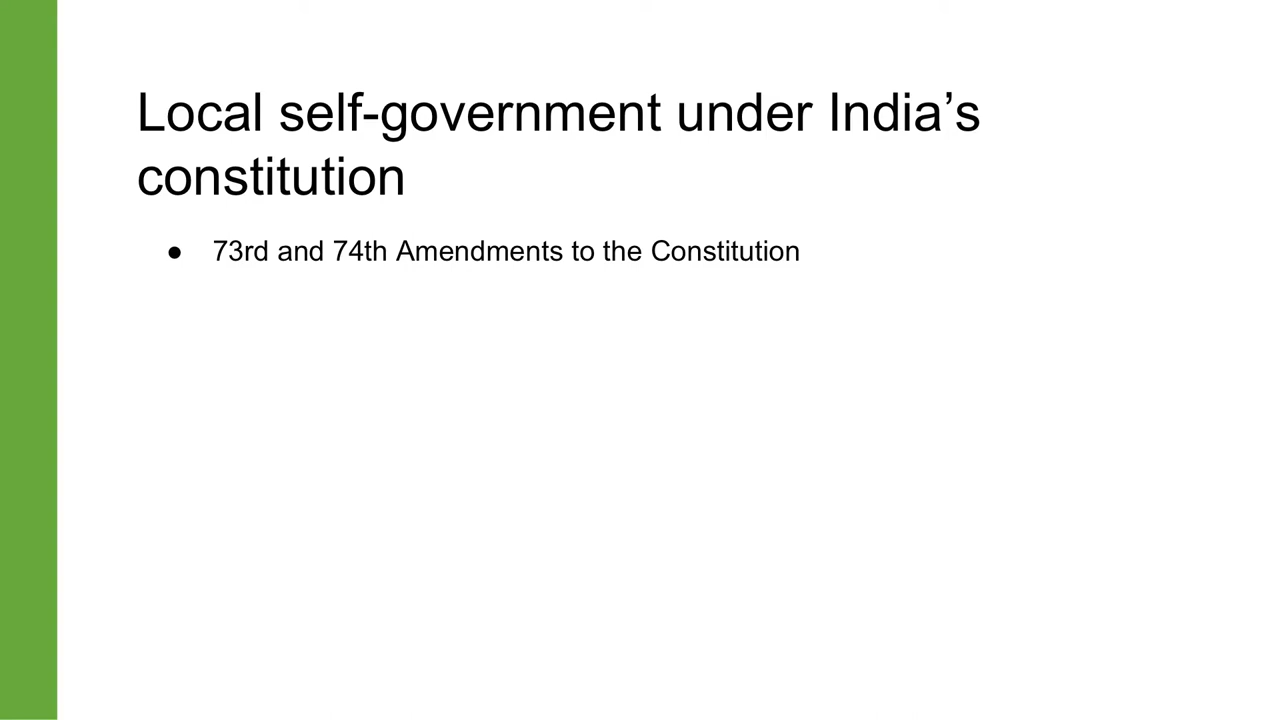 Local self-government under India’s
constitution
● 73rd and 74th Amendments to the Constitution